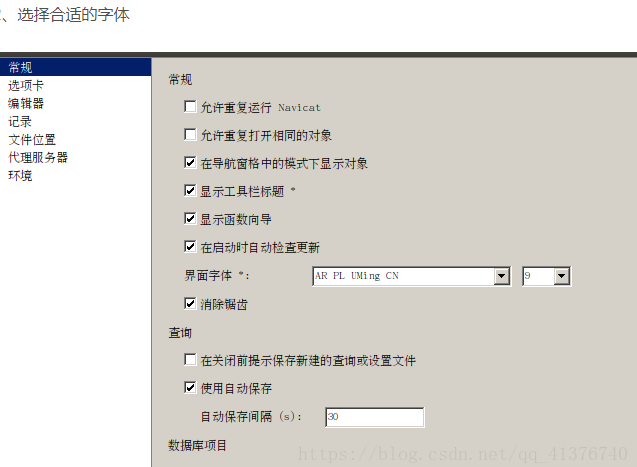 、选择合适的字体
常规
选项卡
编辑器
记录
文件位置
代理服务器
环境
常规
允许重复运行 Navicat
允许重复打开相同的对象
在导航窗格中的模式下显示对象
显示工具栏标题 *
显示函数向导
在启动时自动检查更新
界面字体 *: AR PL UMing CN 9
消除锯齿
查询
在关闭前提示保存新建的查询或设置文件
使用自动保存
自动保存间隔 (s): 30
数据库项目
https://blog.csdn.net/qq_41376740